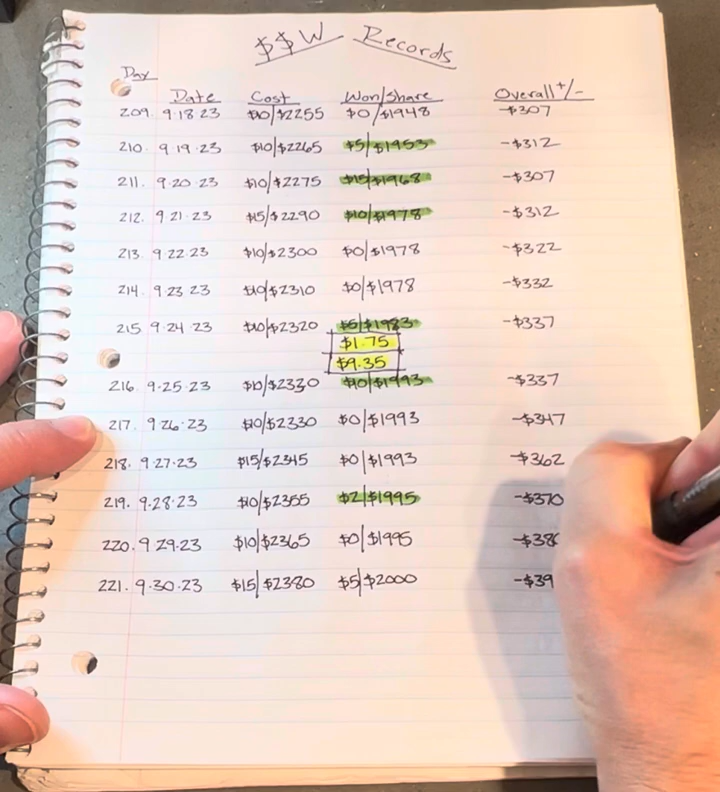 $$W Records
Day
Date Cost Won/Share Overall +/-
209. 9.18.23 $10/$2255 $0/$1948 -$307
210. 9.19.23 $10/$2265 $5/$1953 -$312
211. 9.20.23 $10/$2275 $15/$1968 -$307
212. 9.21.23 $15/$2290 $10/$1978 -$312
213. 9.22.23 $10/$2300 $0/$1978 -$322
214. 9.23.23 $10/$2310 $0/$1978 -$332
215. 9.24.23 $10/$2320 $5/$1983 -$337
$1.75
$9.35
216. 9.25.23 $10/$2330 $10/$1993 -$337
217. 9.26.23 $10/$2330 $0/$1993 -$347
218. 9.27.23 $15/$2345 $0/$1993 -$362
219. 9.28.23 $10/$2355 $2/$1995 -$370
220. 9.29.23 $10/$2365 $0/$1995 -$38
221. 9.30.23 $15/$2380 $5/$2000 -$39